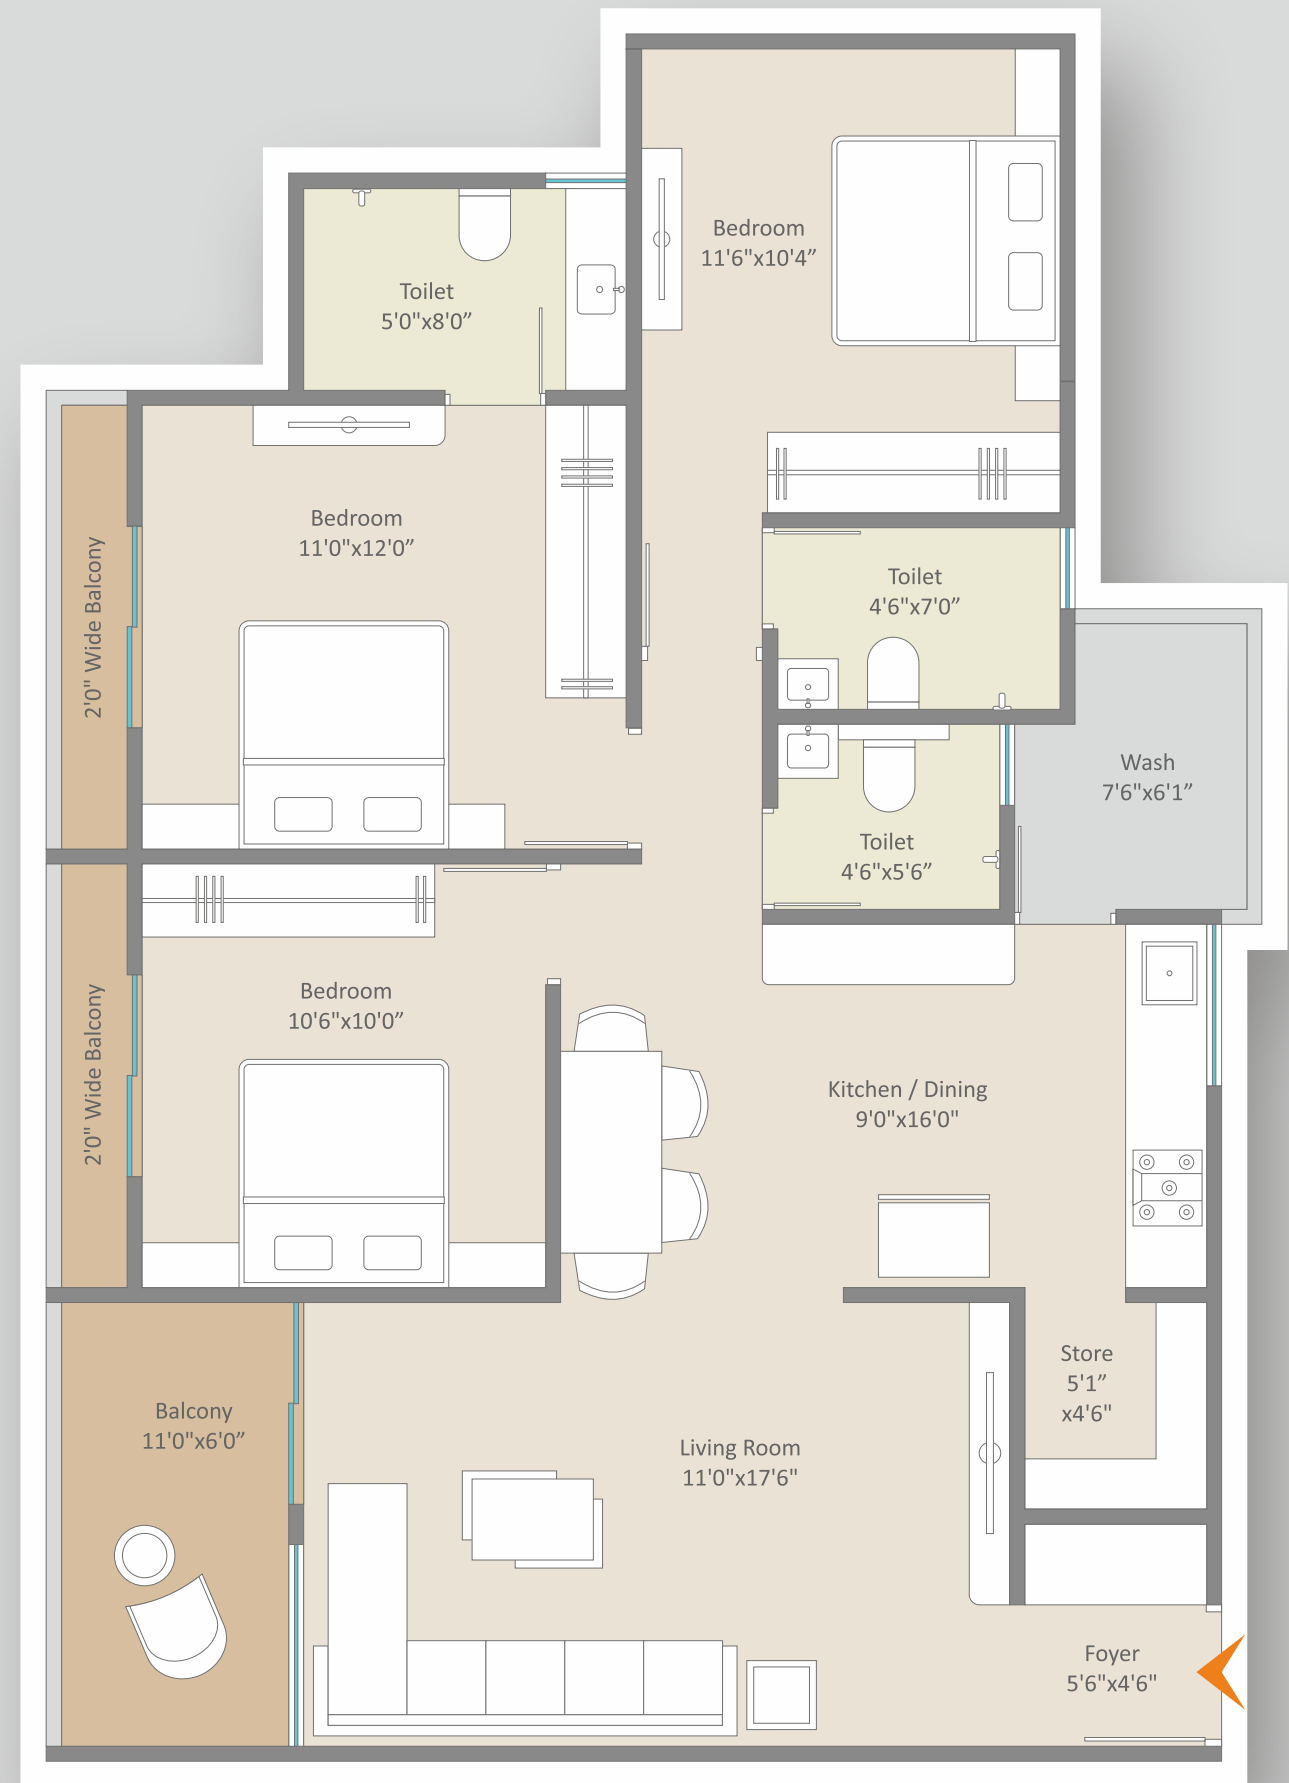 Bedroom
11'6"x10'4”
Toilet
5'0"x8'0”
Bedroom
11'0"x12'0”
2'0" Wide Balcony
Toilet
4'6"x7'0”
Wash
7'6"x6'1”
Toilet
4'6"x5'6”
Bedroom
10'6"x10'0”
2'0" Wide Balcony
Kitchen / Dining
9'0"x16'0"
Store
5'1”
x4'6"
Balcony
11'0"x6'0”
Living Room
11'0"x17'6"
Foyer
5'6"x4'6"